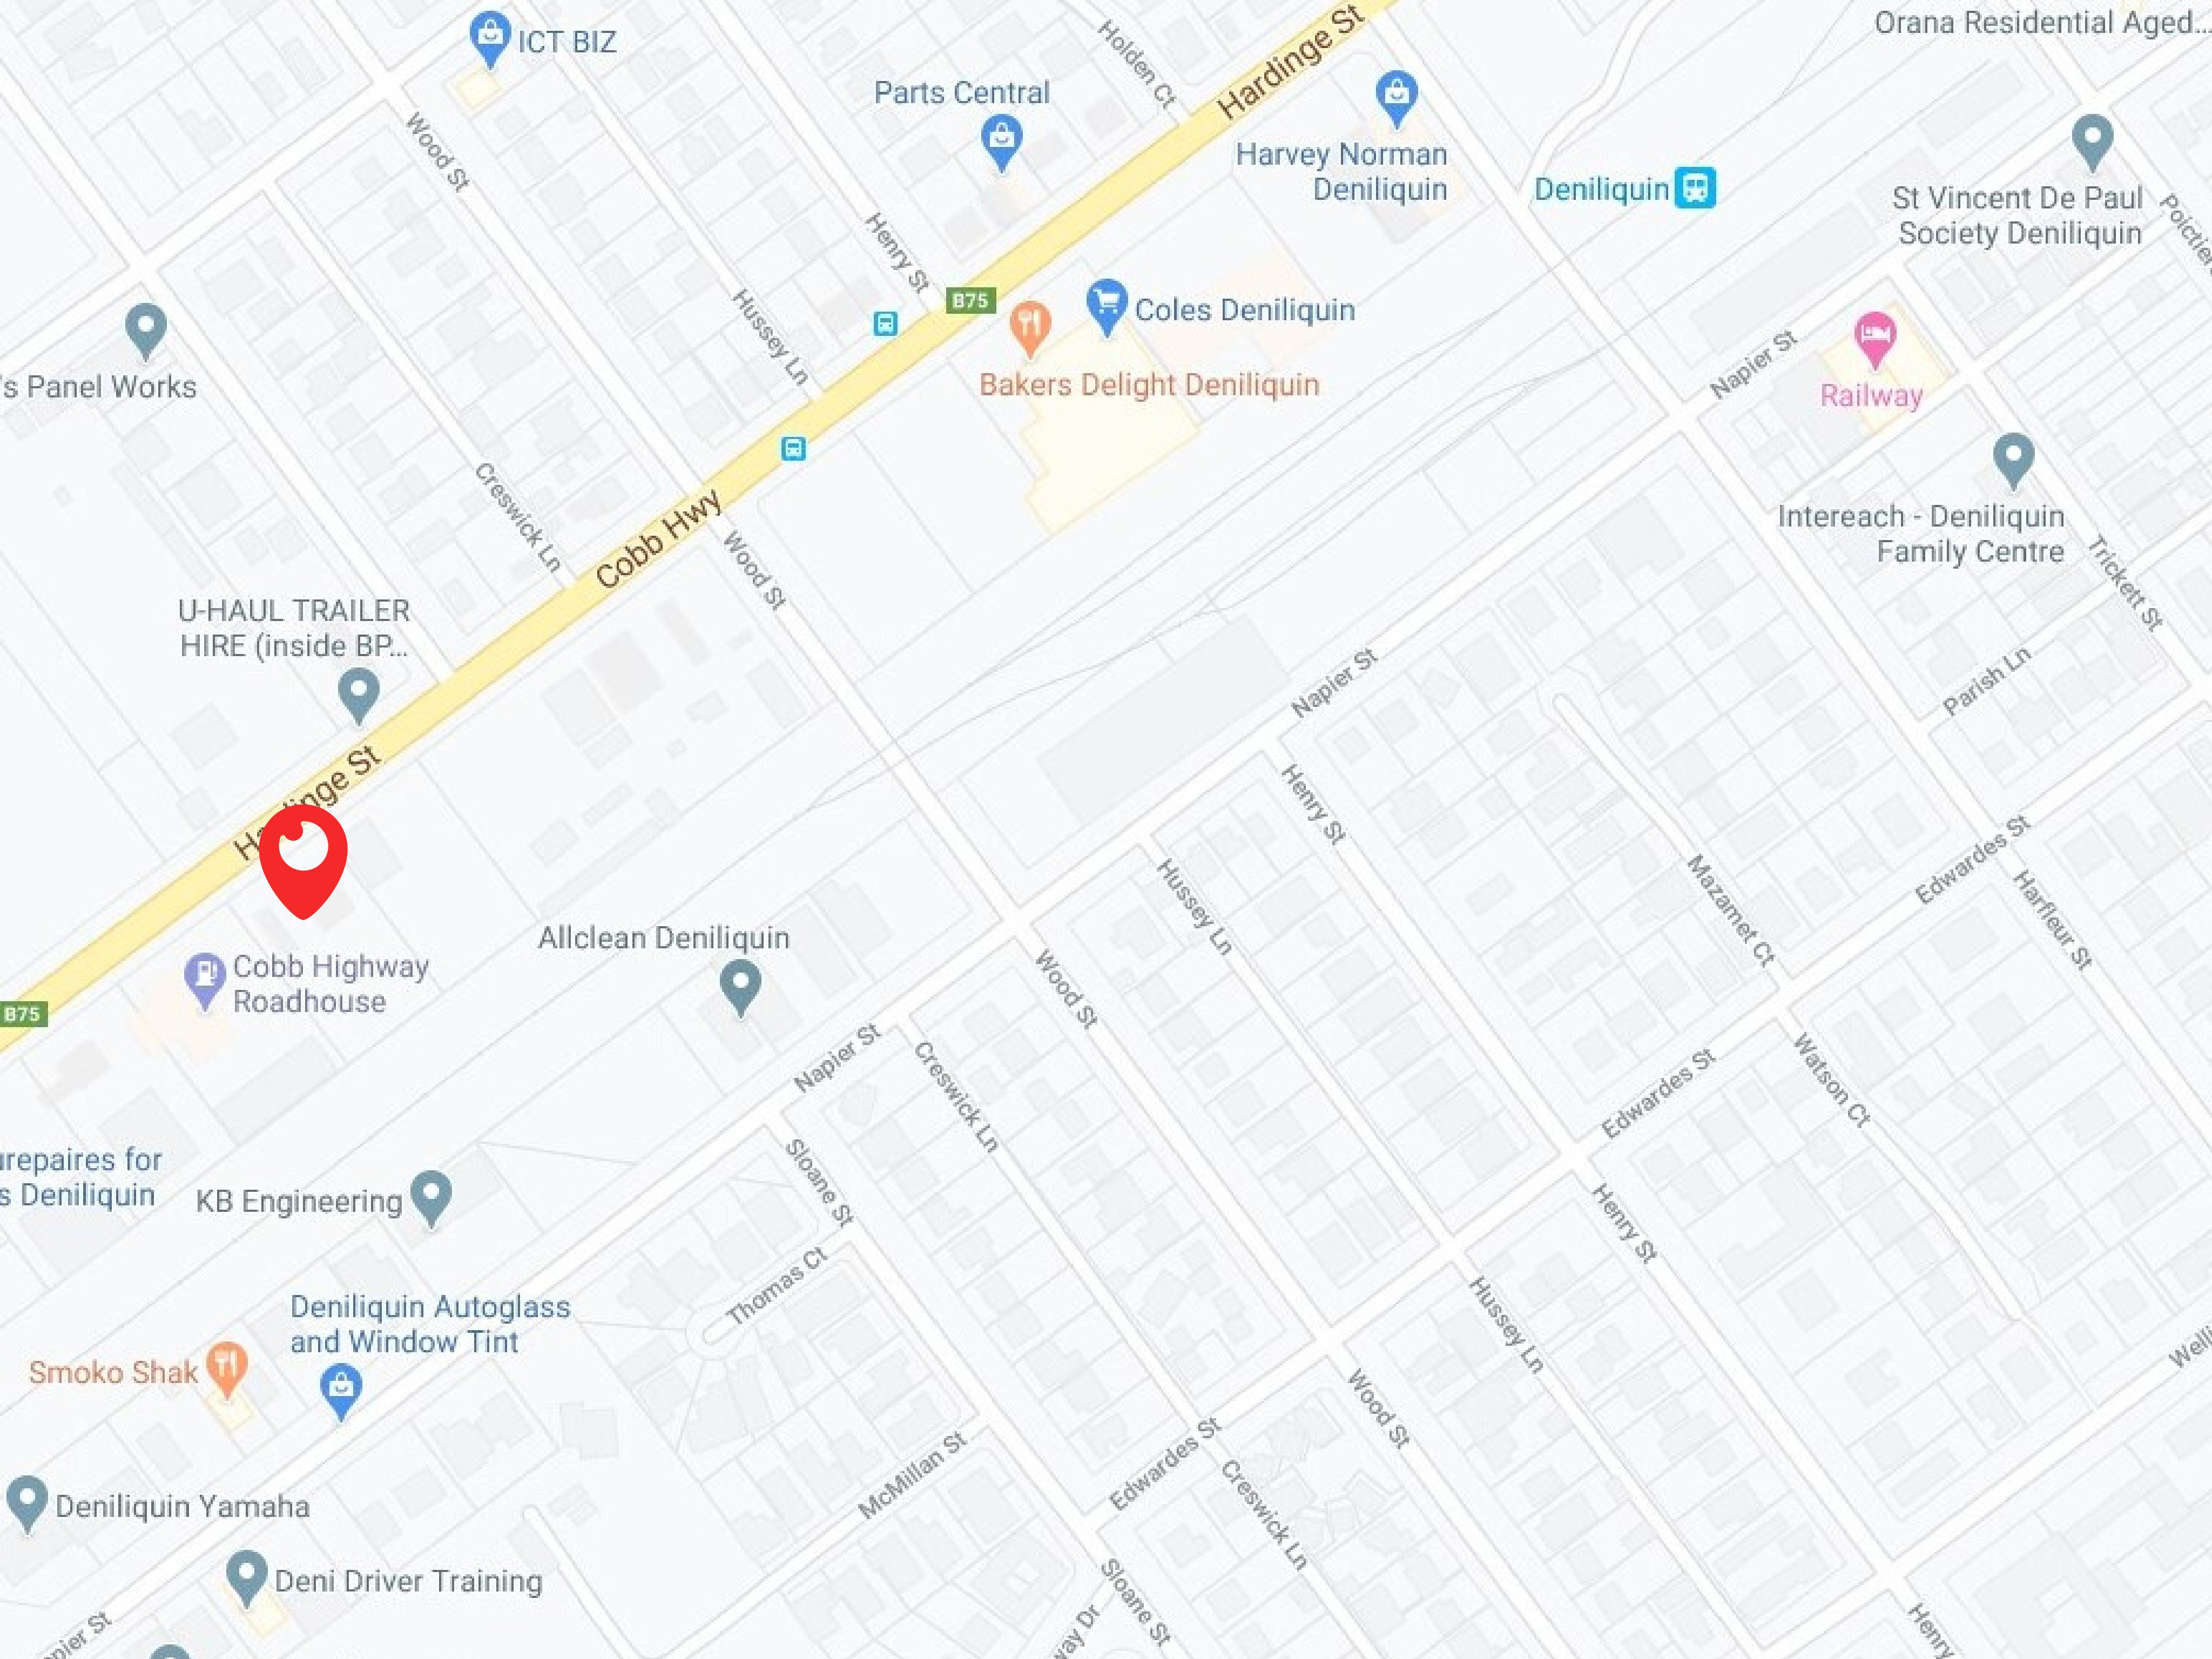 Orana Residential Aged...
ICT BIZ
Holden Ct
Hardinge St
Parts Central
Wood St
Harvey Norman
Deniliquin
Deniliquin
St Vincent De Paul
Society Deniliquin
Henry St
B75
Coles Deniliquin
Hussey Ln
Bakers Delight Deniliquin
Napier St
Railway
's Panel Works
Creswick Ln
Cobb Hwy
Wood St
Intereach - Deniliquin
Family Centre
Trickett St
U-HAUL TRAILER
HIRE (inside BP...
Napier St
Parish Ln
Henry St
Hussey Ln
Mazamet Ct
Edwardes St
Harfleur St
Allclean Deniliquin
Cobb Highway
Roadhouse
B75
Wood St
Napier St
Creswick Ln
Edwardes St
Watson Ct
Sloane St
Henry St
s Deniliquin
KB Engineering
Thomas Ct
Hussey Ln
Deniliquin Autoglass
and Window Tint
Smoko Shak
Wood St
McMillan St
Edwardes St
Creswick Ln
Deniliquin Yamaha
Deni Driver Training
Sloane St
Henry